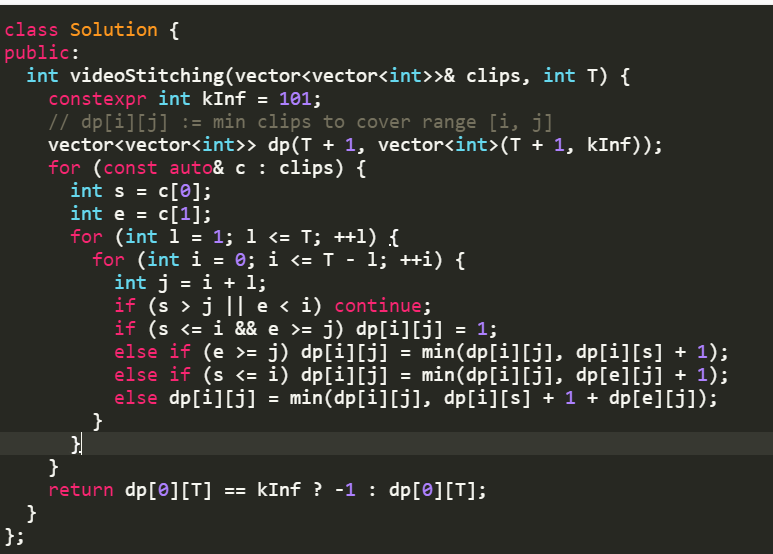 class Solution {
public:
  int videoStitching(vector<vector<int>>& clips, int T) {
    constexpr int kInf = 101;
    // dp[i][j] := min clips to cover range [i, j]
    vector<vector<int>> dp(T + 1, vector<int>(T + 1, kInf));
    for (const auto& c : clips) {
      int s = c[0];
      int e = c[1];
      for (int l = 1; l <= T; ++l) {
        for (int i = 0; i <= T - l; ++i) {
          int j = i + l;
          if (s > j || e < i) continue;
          if (s <= i && e >= j) dp[i][j] = 1;
          else if (e >= j) dp[i][j] = min(dp[i][j], dp[i][s] + 1);
          else if (s <= i) dp[i][j] = min(dp[i][j], dp[e][j] + 1);
          else dp[i][j] = min(dp[i][j], dp[i][s] + 1 + dp[e][j]);
        }
      }
    }
    return dp[0][T] == kInf ? -1 : dp[0][T];
  }
};